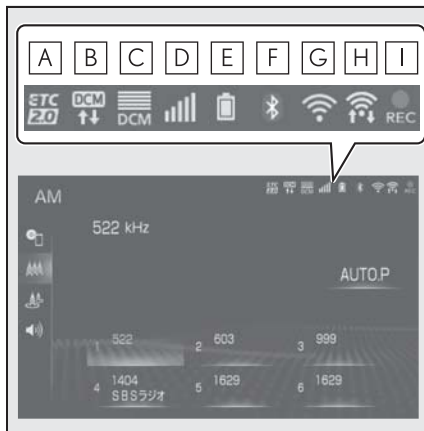 A B C D E F G H I
ETC 2.0 DCM DCM REC
AM
522 kHz
AUTO.P
1 522 2 603 3 999
4 1404 SBSラジオ 5 1629 6 1629